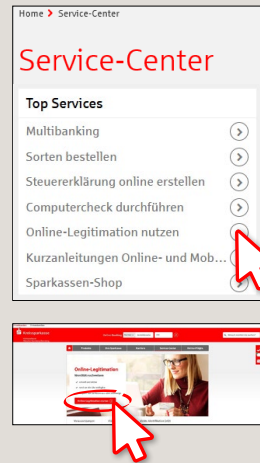 Home > Service-Center
Service-Center
Top Services
Multibanking
Sorten bestellen
Steuererklärung online erstellen
Computercheck durchführen
Online-Legitimation nutzen
Kurzanleitungen Online- und Mob...
Sparkassen-Shop
Online-Legitimation